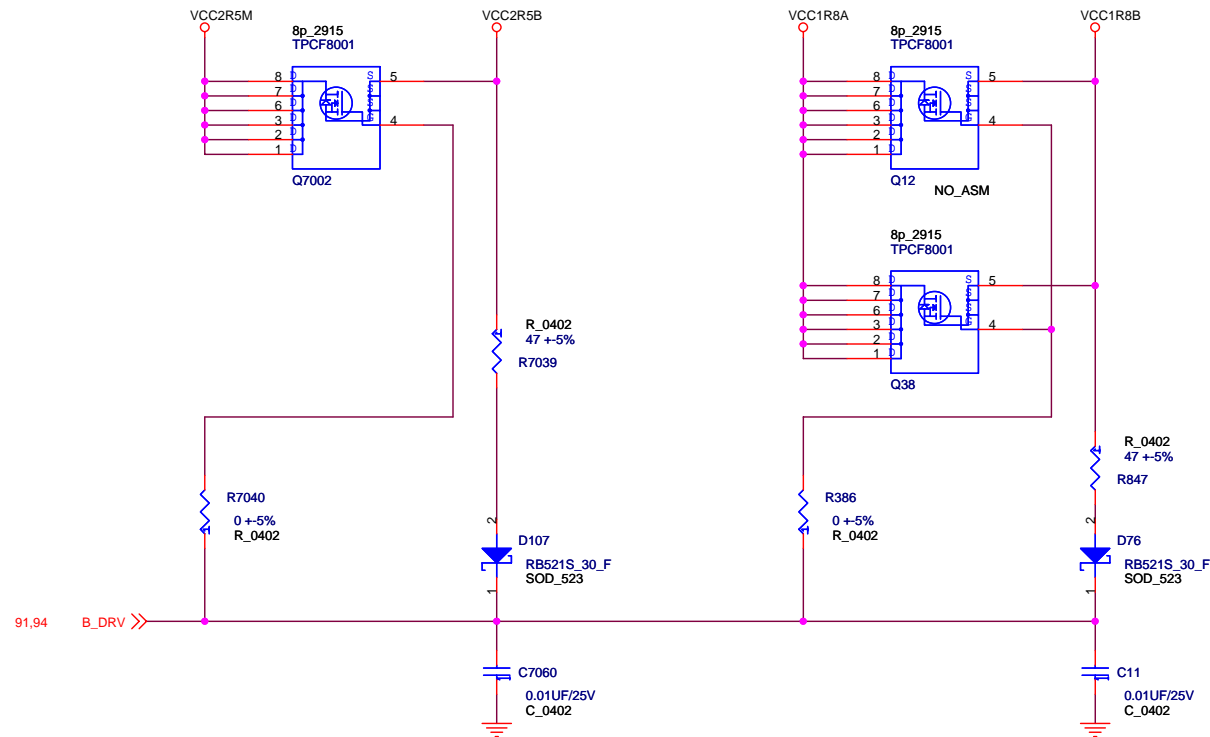 VCC2R5M
VCC2R5B
VCC1R8A
VCC1R8B
8p_2915
TPCF8001
8 D
7 D
6 D
3 D
2 D
1 D
S 5
S
S
G 4
Q7002
8p_2915
TPCF8001
8 D
7 D
6 D
3 D
2 D
1 D
S 5
S
S
G 4
Q12
NO_ASM
8p_2915
TPCF8001
8 D
7 D
6 D
3 D
2 D
1 D
S 5
S
S
G 4
Q38
1
R_0402
47 +-5%
R7039
1
R_0402
47 +-5%
R847
R7040
0 +-5%
R_0402
1
R386
0 +-5%
R_0402
1
2
D107
RB521S_30_F
SOD_523
1
2
D76
RB521S_30_F
SOD_523
1
91,94 B_DRV
C7060
0.01UF/25V
C_0402
C11
0.01UF/25V
C_0402